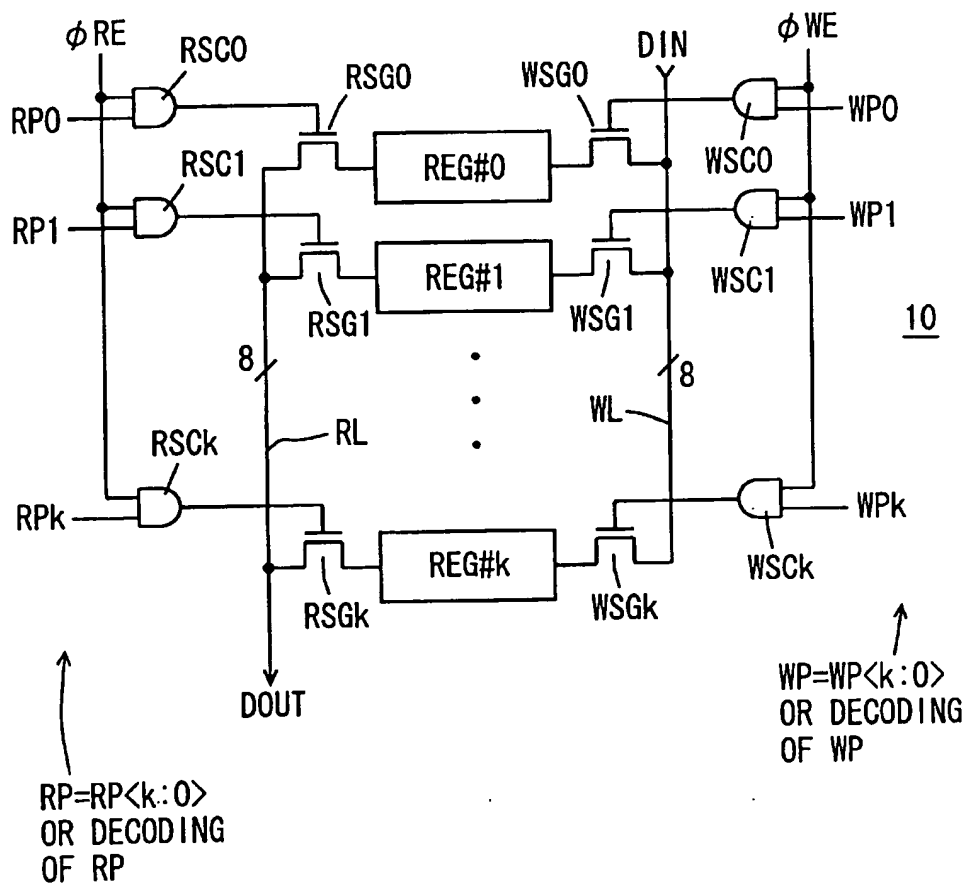 φRE
RSC0
RSG0
DIN
WSG0
φWE
RP0
REG#0
WP0
WSC0
RSC1
RP1
REG#1
WP1
WSC1
RSG1
WSG1
10
8
8
RL
WL
RSCk
RPk
WPk
REG#k
WSCk
RSGk
WSGk
DOUT
WP=WP<k:0>
OR DECODING
OF WP
RP=RP<k:0>
OR DECODING
OF RP